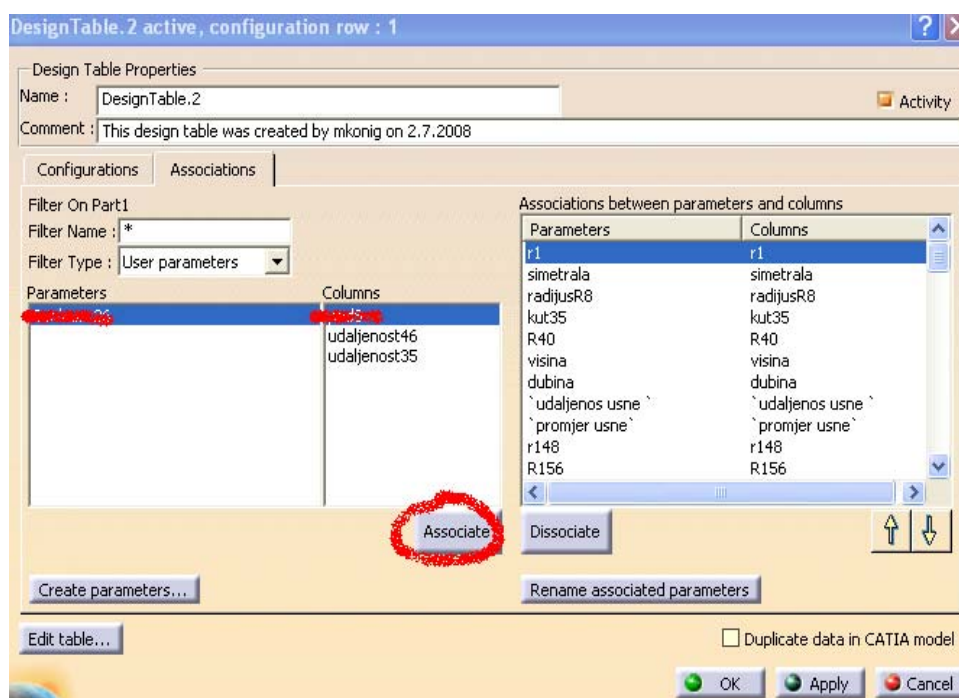 DesignTable.2 active, configuration row : 1
Design Table Properties
Name : DesignTable.2
Activity
Comment : This design table was created by mkonig on 2.7.2008
Configurations Associations
Filter On Part1
Filter Name : *
Filter Type : User parameters
Parameters Columns
udaljenost46
udaljenost35
Associate
Create parameters...
Associations between parameters and columns
Parameters Columns
r1 r1
simetrala simetrala
radijusR8 radijusR8
kut35 kut35
R40 R40
visina visina
dubina dubina
`udaljenos usne ` `udaljenos usne `
`promjer usne` `promjer usne`
r148 r148
R156 R156
Dissociate
Rename associated parameters
Edit table...
Duplicate data in CATIA model
OK Apply Cancel